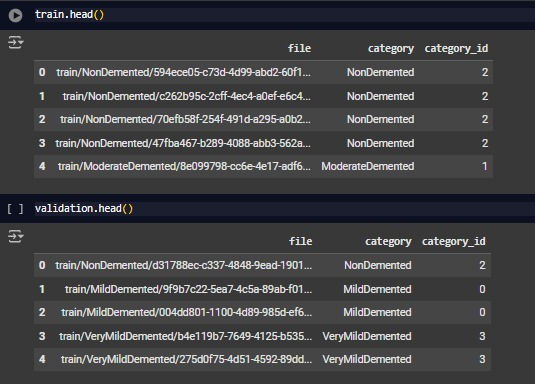 train.head()
file category category_id
0 train/NonDemented/594ece05-c73d-4d99-abd2-60f1... NonDemented 2
1 train/NonDemented/c262b95c-2cff-4ec4-a0ef-e6c4... NonDemented 2
2 train/NonDemented/70efb58f-254f-491d-a295-a0b2... NonDemented 2
3 train/NonDemented/47fba467-b289-4088-abb3-562a... NonDemented 2
4 train/ModerateDemented/8e099798-cc6e-4e17-adf6... ModerateDemented 1
[ ] validation.head()
file category category_id
0 train/NonDemented/d31788ec-c337-4848-9ead-1901... NonDemented 2
1 train/MildDemented/9f9b7c22-5ea7-4c5a-89ab-f01... MildDemented 0
2 train/MildDemented/004dd801-1100-4d89-985d-ef6... MildDemented 0
3 train/VeryMildDemented/b4e119b7-7649-4125-b535... VeryMildDemented 3
4 train/VeryMildDemented/275d0f75-4d51-4592-89dd... VeryMildDemented 3